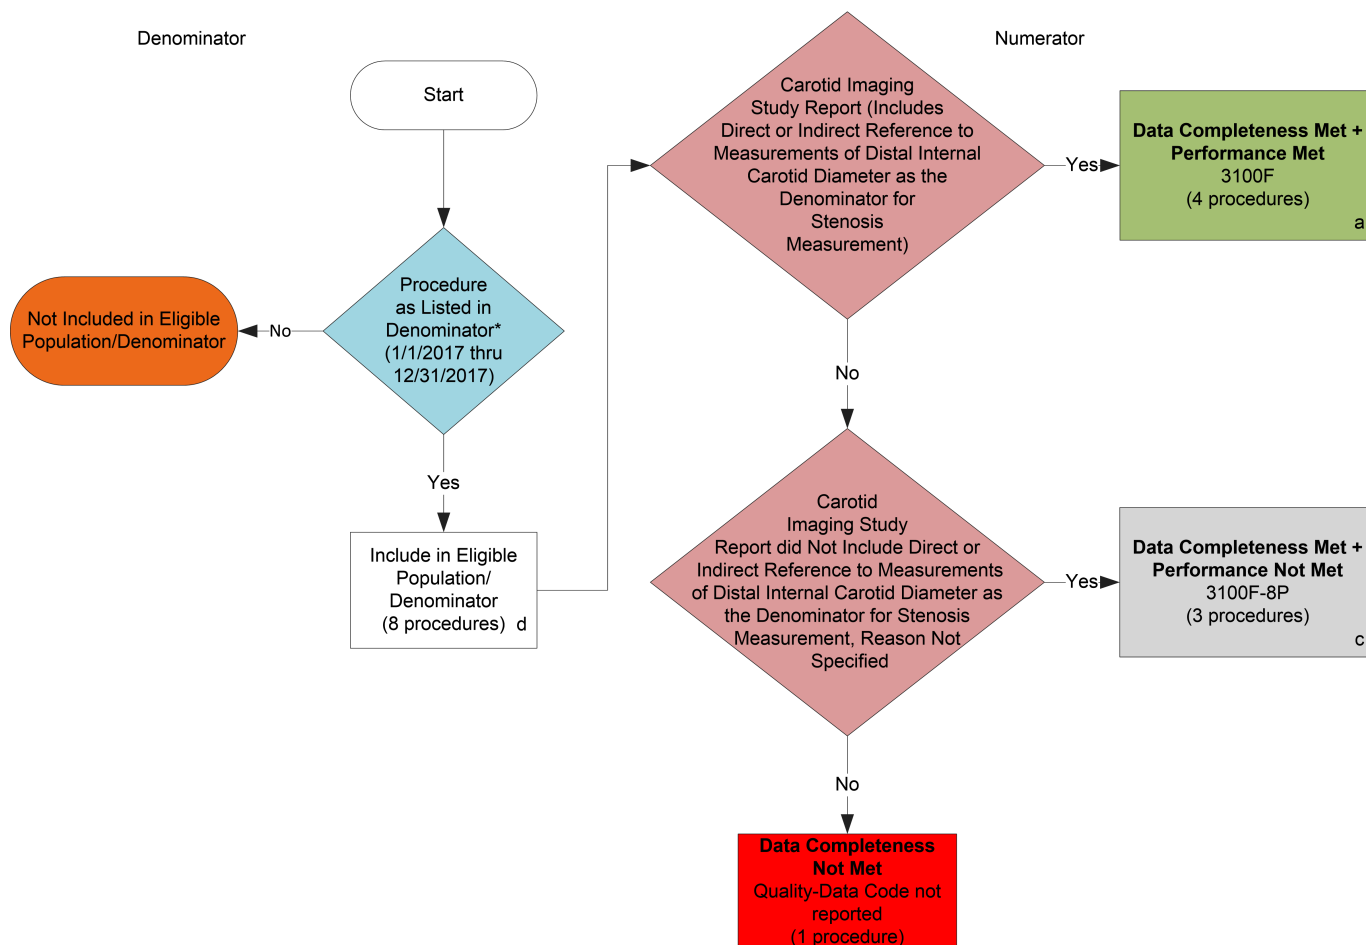 Denominator
Numerator
Start
Procedure
as Listed in
Denominator*
(1/1/2017 thru
12/31/2017)
No
Not Included in Eligible
Population/Denominator
Yes
Include in Eligible
Population/
Denominator
(8 procedures) d
Carotid Imaging
Study Report (Includes
Direct or Indirect Reference to
Measurements of Distal Internal
Carotid Diameter as the
Denominator for
Stenosis
Measurement)
Yes
Data Completeness Met +
Performance Met
3100F
(4 procedures)
a
No
Carotid
Imaging Study
Report did Not Include Direct or
Indirect Reference to Measurements
of Distal Internal Carotid Diameter as
the Denominator for Stenosis
Measurement, Reason Not
Specified
Yes
Data Completeness Met +
Performance Not Met
3100F-8P
(3 procedures)
c
No
Data Completeness
Not Met
Quality-Data Code not
reported
(1 procedure)